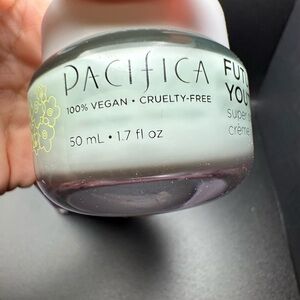 PACIFICA
100% VEGAN • CRUELTY-FREE
50 mL • 1.7 fl oz
FUT
YOU
super
crème